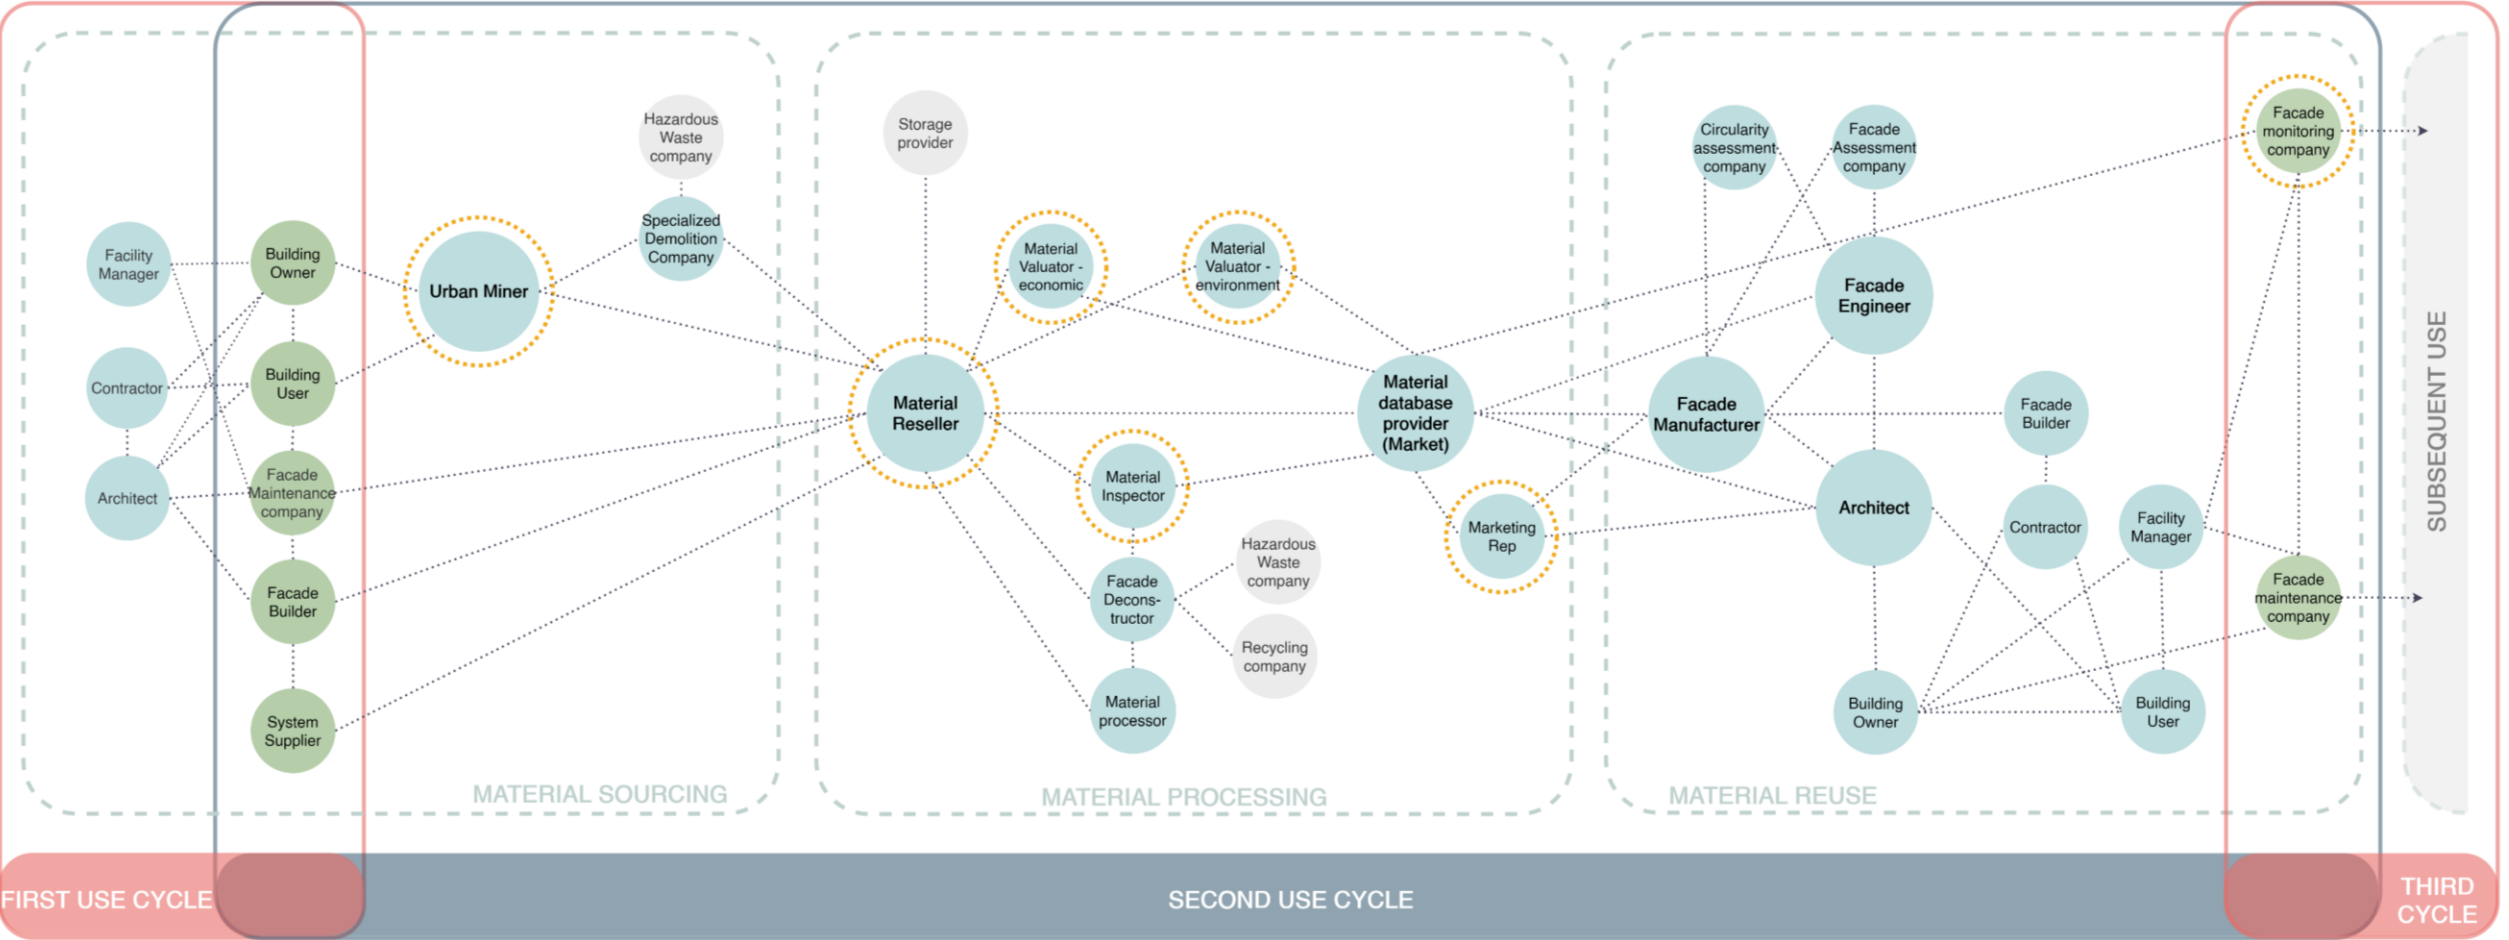 Facility
Manager
Contractor
Architect
Building
Owner
Building
User
Facade
Maintenance
company
Facade
Builder
System
Supplier
Urban Miner
Hazardous
Waste
company
Specialized
Demolition
Company
MATERIAL SOURCING
Storage
provider
Material
Valuator -
economic
Material
Valuator -
environment
Material
Reseller
Material
database
provider
(Market)
Material
Inspector
Marketing
Rep
Facade
Decons-
tructor
Hazardous
Waste
company
Recycling
company
Material
processor
MATERIAL PROCESSING
Circularity
assessment
company
Facade
Assessment
company
Facade
Engineer
Facade
Manufacturer
Facade
Builder
Architect
Contractor
Facility
Manager
Building
Owner
Building
User
Facade
monitoring
company
Facade
maintenance
company
MATERIAL REUSE
SUBSEQUENT USE
FIRST USE CYCLE
SECOND USE CYCLE
THIRD
CYCLE